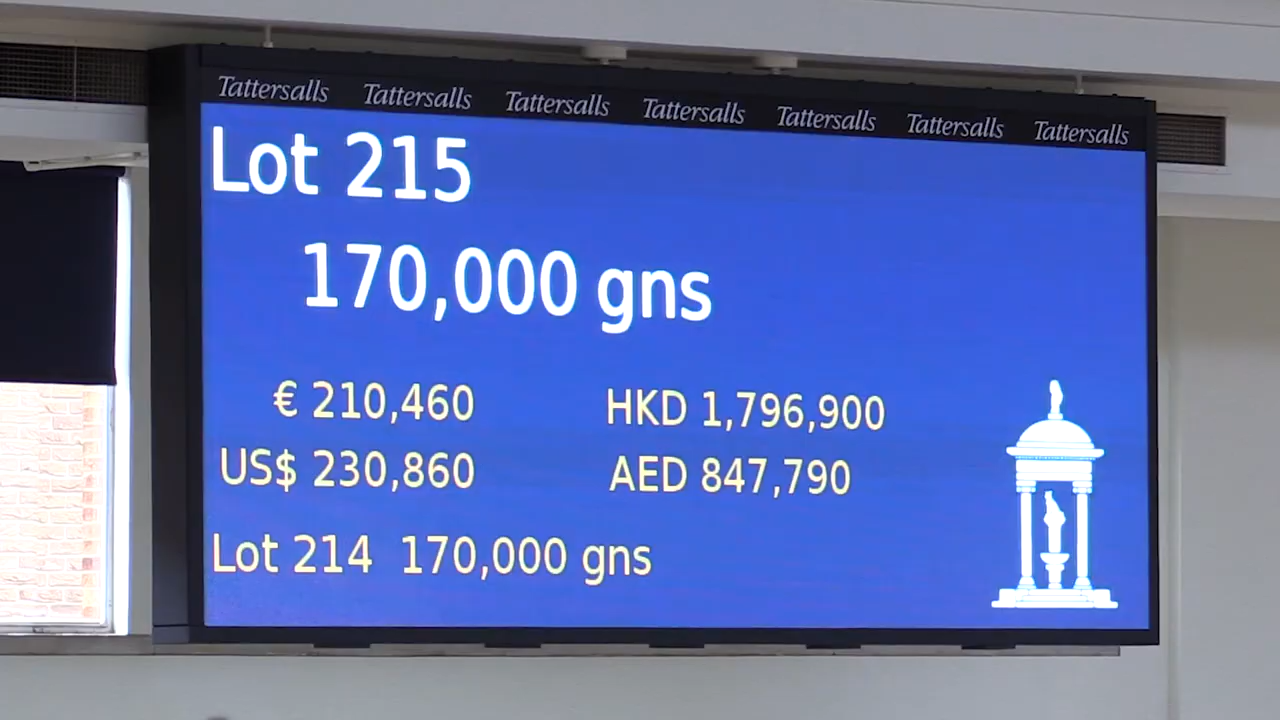 Tattersalls Tattersalls Tattersalls Tattersalls Tattersalls Tattersalls Tattersalls
Lot 215
170,000 gns
€ 210,460 HKD 1,796,900
US$ 230,860 AED 847,790
Lot 214 170,000 gns